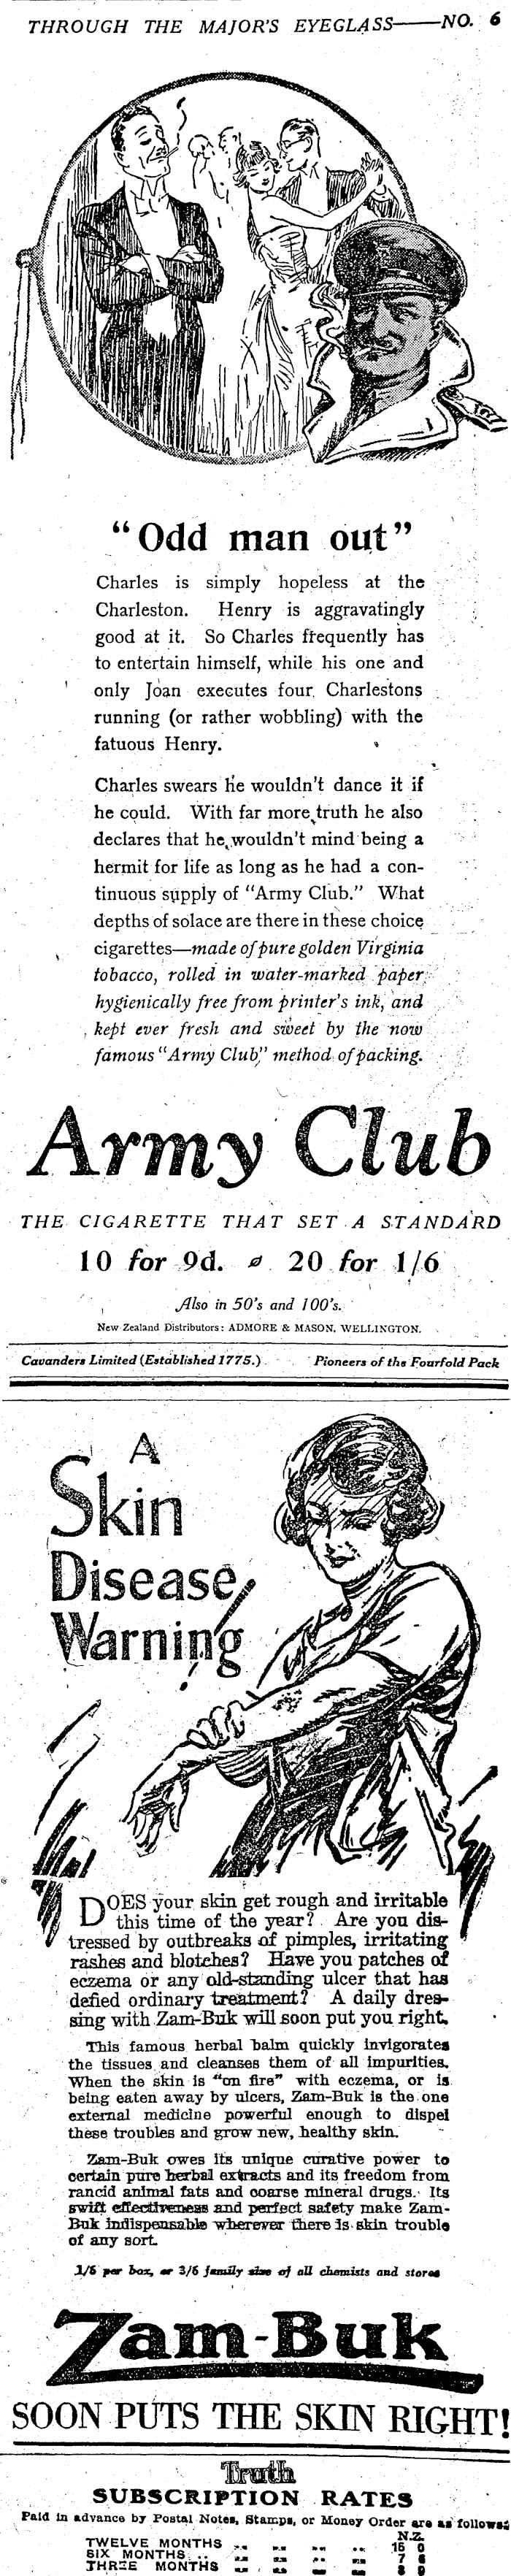 THROUGH THE MAJOR'S EYEGLASS——NO. 6
"Odd man out"
Charles is simply hopeless at the
Charleston. Henry is aggravatingly
good at it. So Charles frequently has
to entertain himself, while his one and
only Joan executes four Charlestons
running (or rather wobbling) with the
fatuous Henry.
Charles swears he wouldn't dance it if
he could. With far more truth he also
declares that he wouldn't mind being a
hermit for life as long as he had a con-
tinuous supply of "Army Club." What
depths of solace are there in these choice
cigarettes—made of pure golden Virginia
tobacco, rolled in water-marked paper
hygienically free from printer's ink, and
kept ever fresh and sweet by the now
famous "Army Club" method of packing.
Army Club
THE CIGARETTE THAT SET A STANDARD
10 for 9d. 20 for 1/6
Also in 50's and 100's.
New Zealand Distributors: ADMORE & MASON, WELLINGTON.
Cavanders Limited (Established 1775.) Pioneers of the Fourfold Pack
A
Skin
Disease
Warning!
DOES your skin get rough and irritable
this time of the year? Are you dis-
tressed by outbreaks of pimples, irritating
rashes and blotches? Have you patches of
eczema or any old-standing ulcer that has
defied ordinary treatment? A daily dres-
sing with Zam-Buk will soon put you right.
This famous herbal balm quickly invigorates
the tissues and cleanses them of all impurities.
When the skin is "on fire" with eczema, or is
being eaten away by ulcers, Zam-Buk is the one
external medicine powerful enough to dispel
these troubles and grow new, healthy skin.
Zam-Buk owes its unique curative power to
certain pure herbal extracts and its freedom from
rancid animal fats and coarse mineral drugs. Its
swift effectiveness and perfect safety make Zam-
Buk indispensable wherever there is skin trouble
of any sort.
1/6 per box, or 3/6 family size of all chemists and stores
Zam-Buk
SOON PUTS THE SKIN RIGHT!
Truth
SUBSCRIPTION RATES
Paid in advance by Postal Notes, Stamps, or Money Order are as follows:
N.Z.
TWELVE MONTHS .. .. .. .. 15 0
SIX MONTHS .. .. .. .. .. 7 6
THREE MONTHS .. .. .. ..